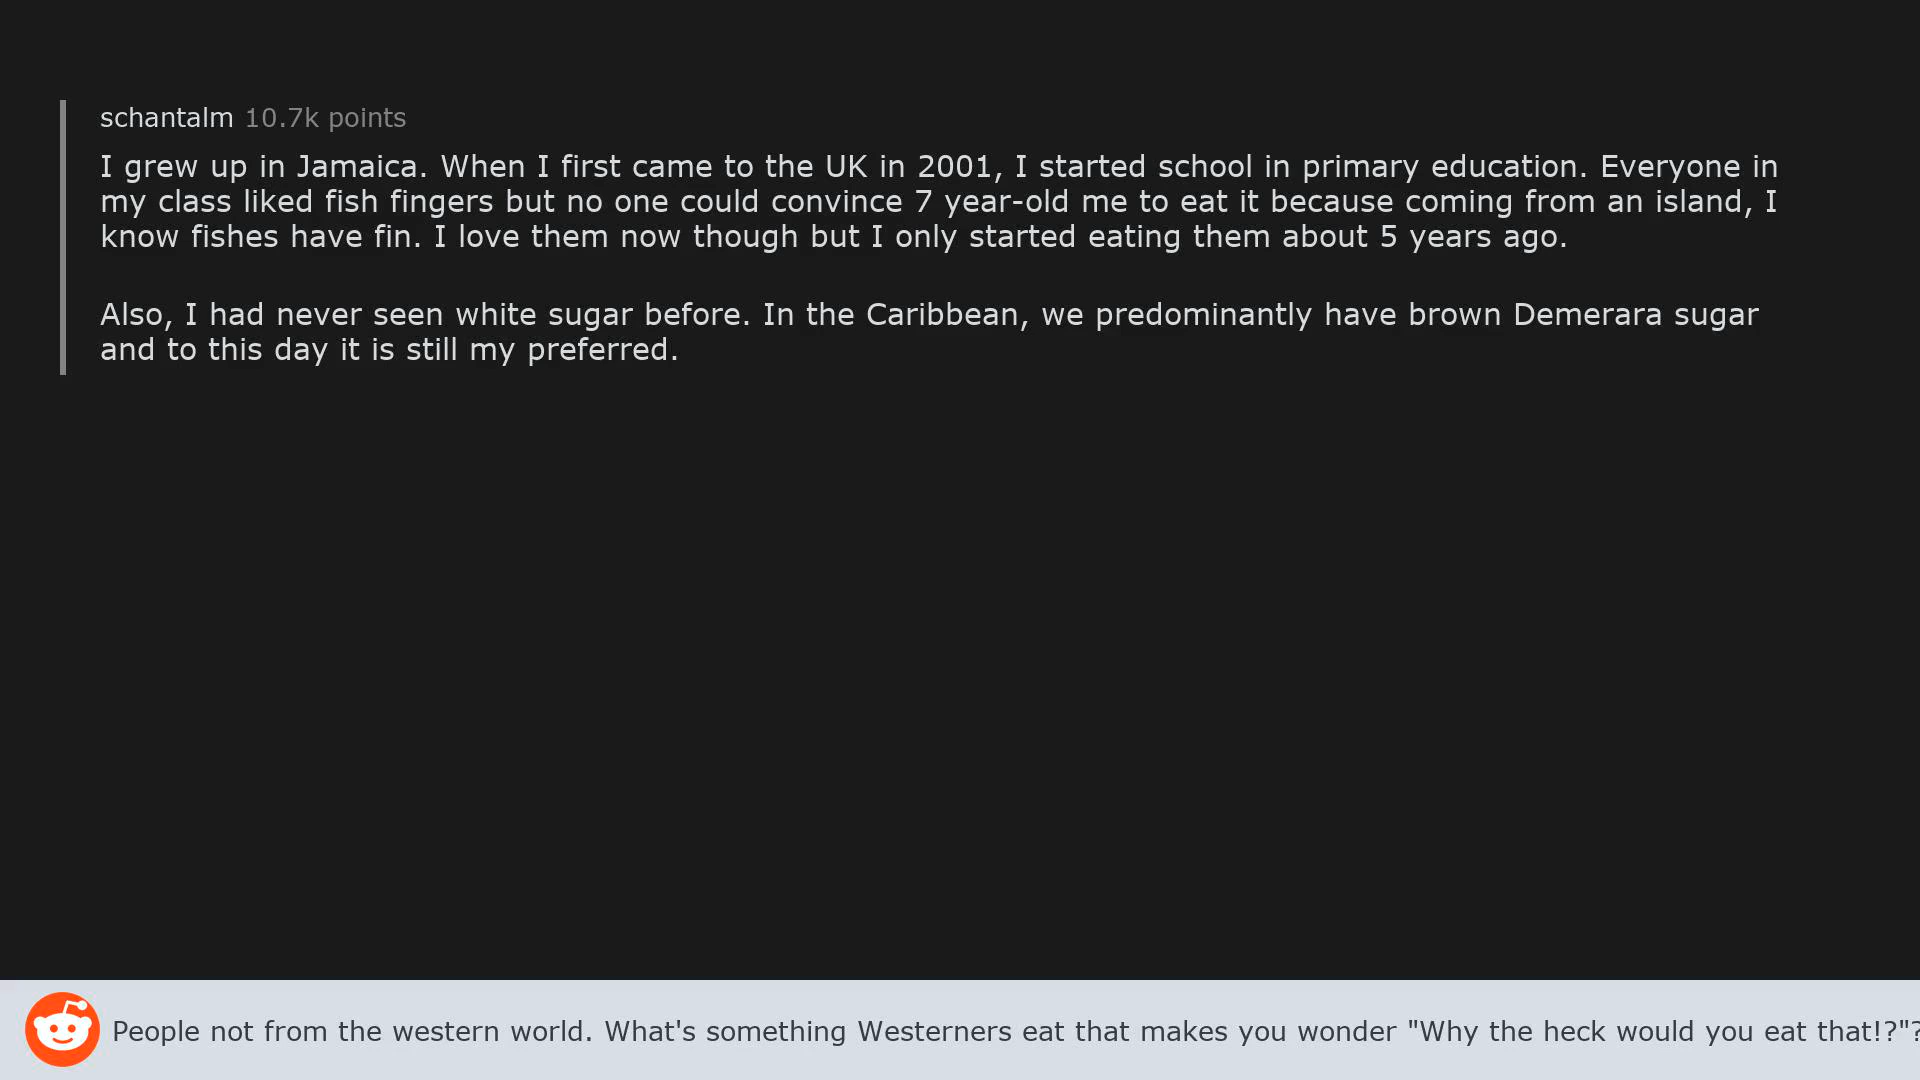 schantalm 10.7k points
I grew up in Jamaica. When I first came to the UK in 2001, I started school in primary education. Everyone in
my class liked fish fingers but no one could convince 7 year-old me to eat it because coming from an island, I
know fishes have fin. I love them now though but I only started eating them about 5 years ago.
Also, I had never seen white sugar before. In the Caribbean, we predominantly have brown Demerara sugar
and to this day it is still my preferred.
People not from the western world. What's something Westerners eat that makes you wonder "Why the heck would you eat that!?"?